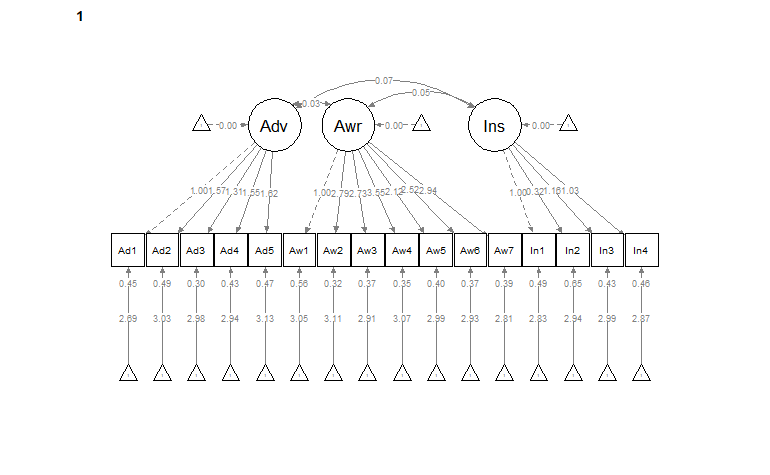 1
0.07
0.05
0.03
0.00 Adv Awr 0.00 Ins 0.00
1.00 1.57 1.31 1.55 1.62 1.00 2.79 2.73 3.55 2.12 2.52 2.94 1.00 0.32 1.16 1.03
Ad1 Ad2 Ad3 Ad4 Ad5 Aw1 Aw2 Aw3 Aw4 Aw5 Aw6 Aw7 In1 In2 In3 In4
0.45 0.49 0.30 0.43 0.47 0.56 0.32 0.37 0.35 0.40 0.37 0.39 0.49 0.65 0.43 0.46
2.69 3.03 2.98 2.94 3.13 3.05 3.11 2.91 3.07 2.99 2.93 2.81 2.83 2.94 2.99 2.87